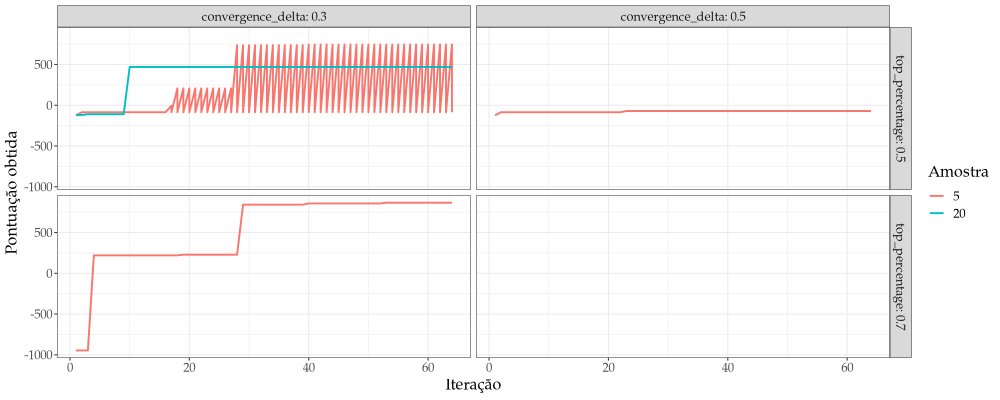 convergence_delta: 0.3
convergence_delta: 0.5
500
0
-500
-1000
top_percentage: 0.5
500
0
-500
-1000
top_percentage: 0.7
0
20
40
60
0
20
40
60
Iteração
Pontuação obtida
Amostra
5
20